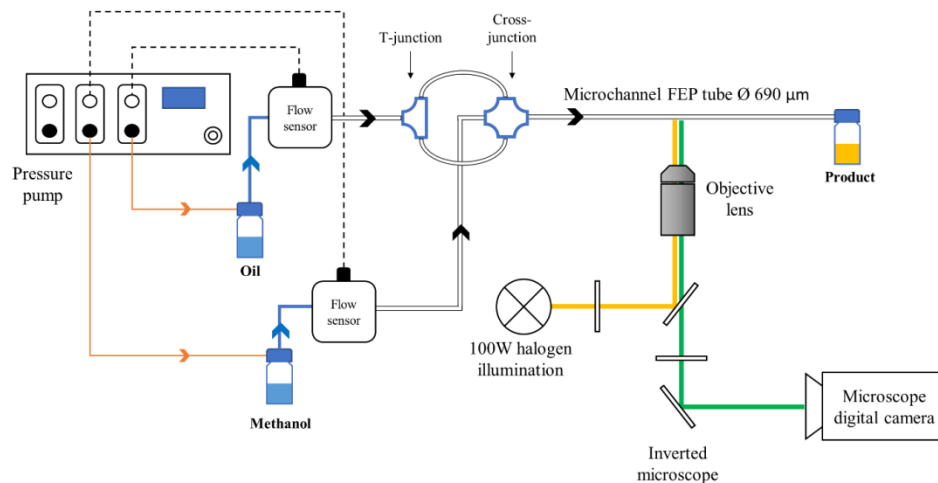 Cross-
junction
T-junction
Flow
sensor
Microchannel FEP tube Ø 690 μm
Pressure
pump
Product
Objective
lens
Oil
Flow
sensor
100W halogen
illumination
Methanol
Microscope
digital camera
Inverted
microscope